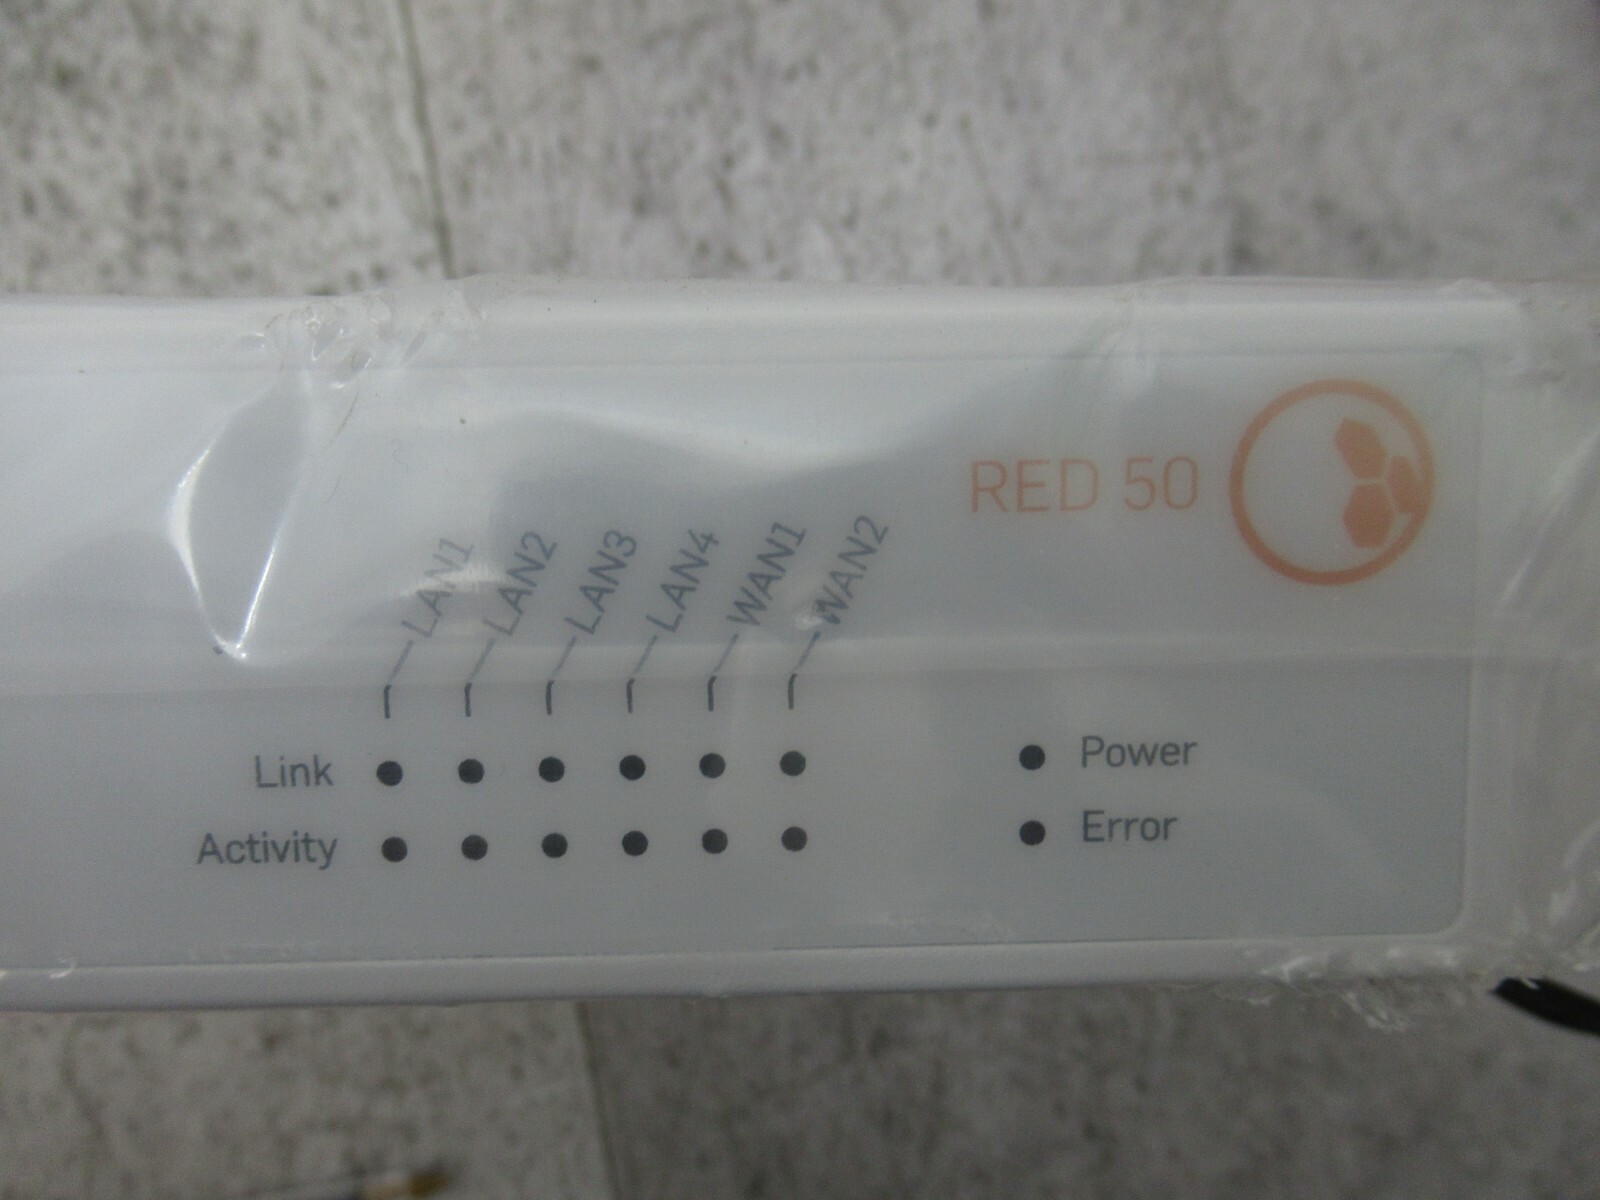 RED 50
LAN1
LAN2
LAN3
LAN4
WAN1
WAN2
Link
Activity
Power
Error